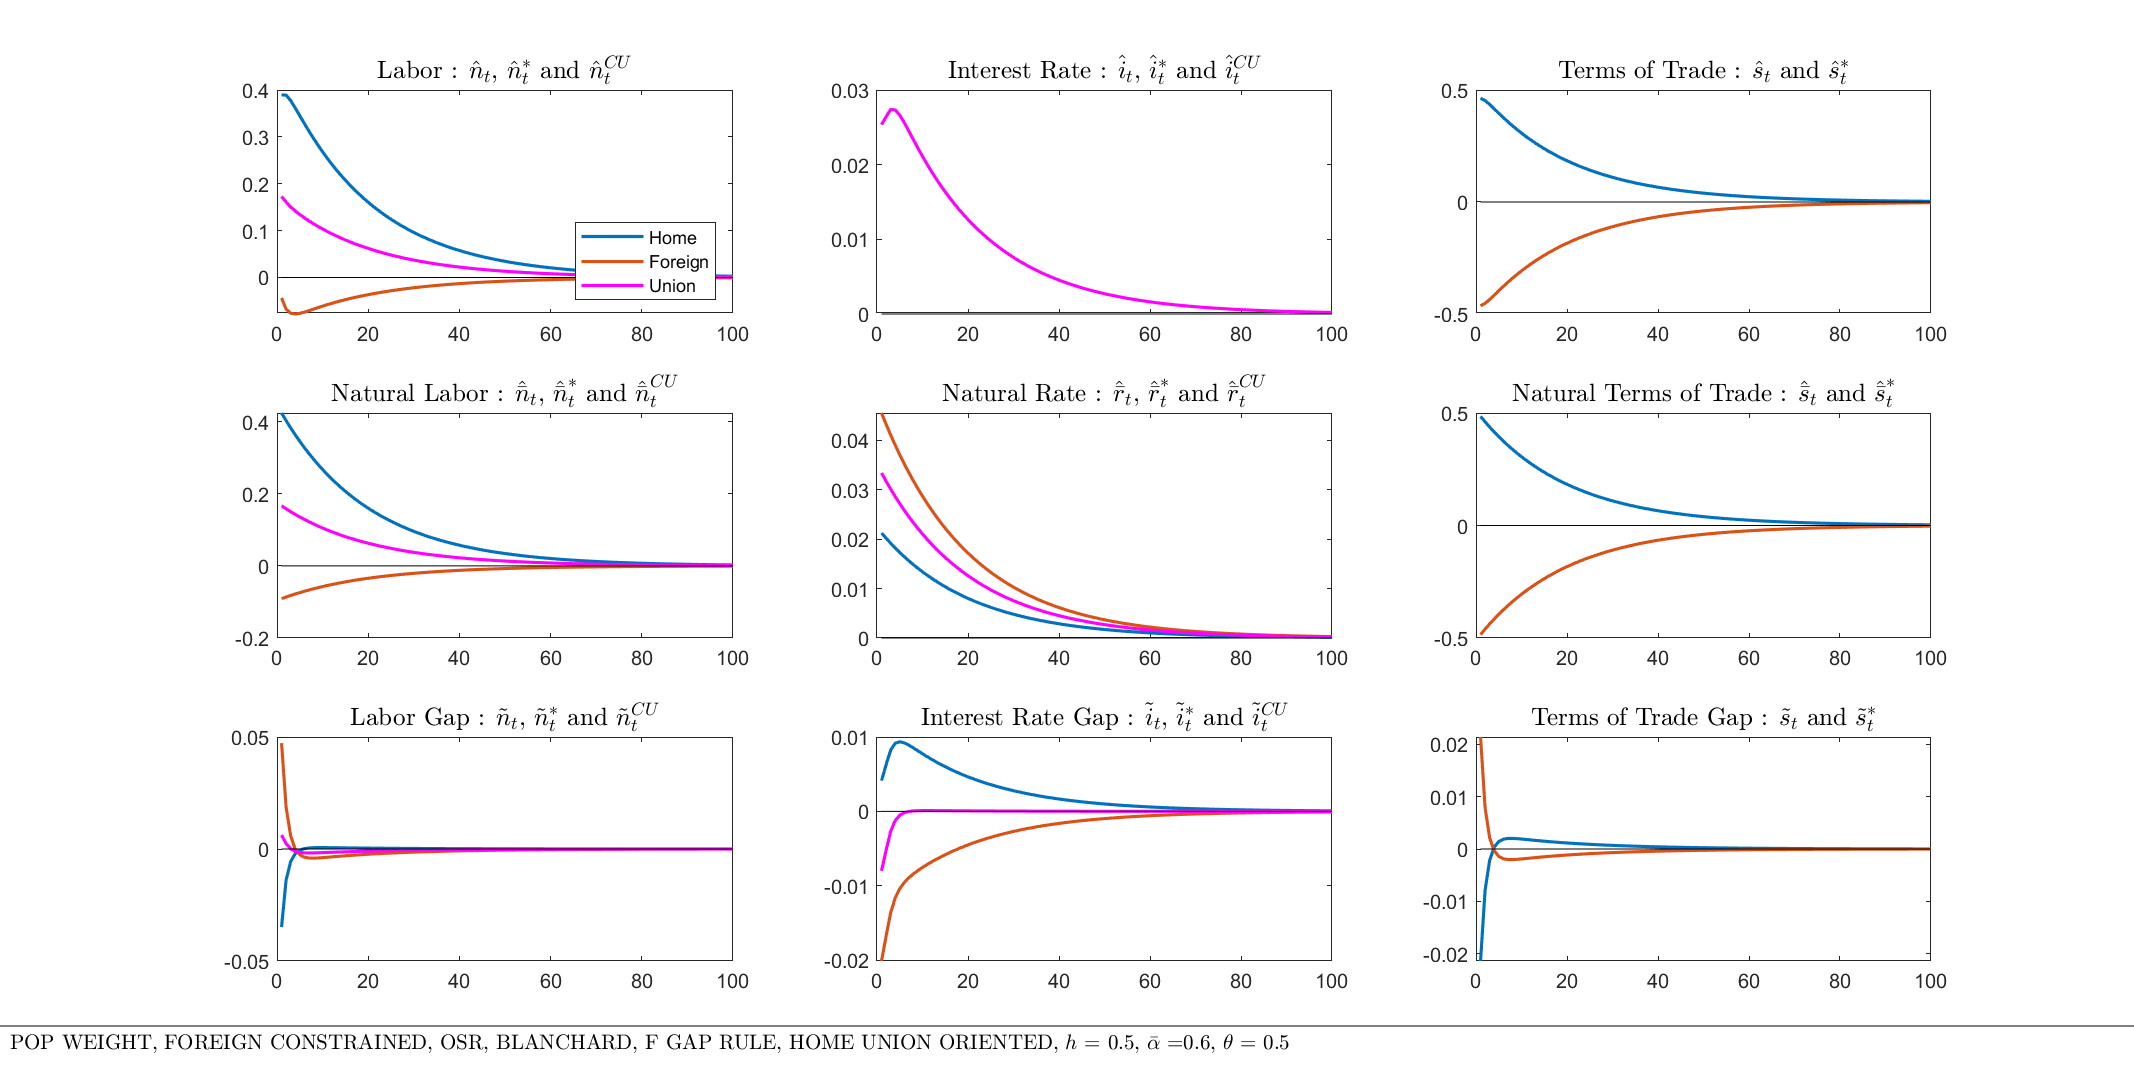 Labor : n̂ₜ, n̂ₜ* and n̂ₜᶜᵁ
0.4
0.3
0.2
0.1
0
0 20 40 60 80 100
Home
Foreign
Union
Interest Rate : î̂ₜ, î̂ₜ* and î̂ₜᶜᵁ
0.03
0.02
0.01
0
0 20 40 60 80 100
Terms of Trade : ŝₜ and ŝₜ*
0.5
0
-0.5
0 20 40 60 80 100
Natural Labor : n̄̂ₜ, n̄̂ₜ* and n̄̂ₜᶜᵁ
0.4
0.2
0
-0.2
0 20 40 60 80 100
Natural Rate : r̄̂ₜ, r̄̂ₜ* and r̄̂ₜᶜᵁ
0.04
0.03
0.02
0.01
0
0 20 40 60 80 100
Natural Terms of Trade : s̄̂ₜ and s̄̂ₜ*
0.5
0
-0.5
0 20 40 60 80 100
Labor Gap : ñₜ, ñₜ* and ñₜᶜᵁ
0.05
0
-0.05
0 20 40 60 80 100
Interest Rate Gap : ĩₜ, ĩₜ* and ĩₜᶜᵁ
0.01
0
-0.01
-0.02
0 20 40 60 80 100
Terms of Trade Gap : s̃ₜ and s̃ₜ*
0.02
0.01
0
-0.01
-0.02
0 20 40 60 80 100
POP WEIGHT, FOREIGN CONSTRAINED, OSR, BLANCHARD, F GAP RULE, HOME UNION ORIENTED, h = 0.5, ᾱ =0.6, θ = 0.5